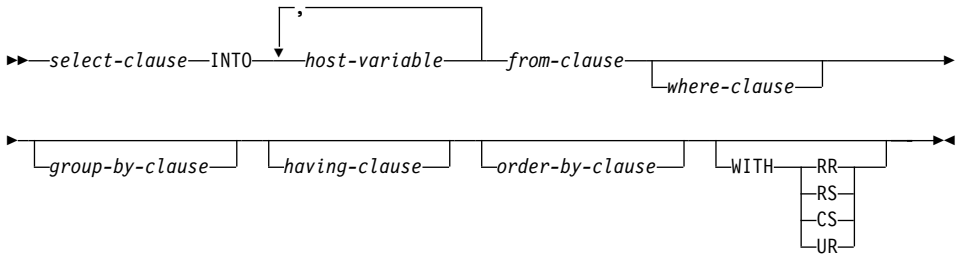 ,
select-clause INTO host-variable from-clause
where-clause
group-by-clause having-clause order-by-clause WITH RR
RS
CS
UR